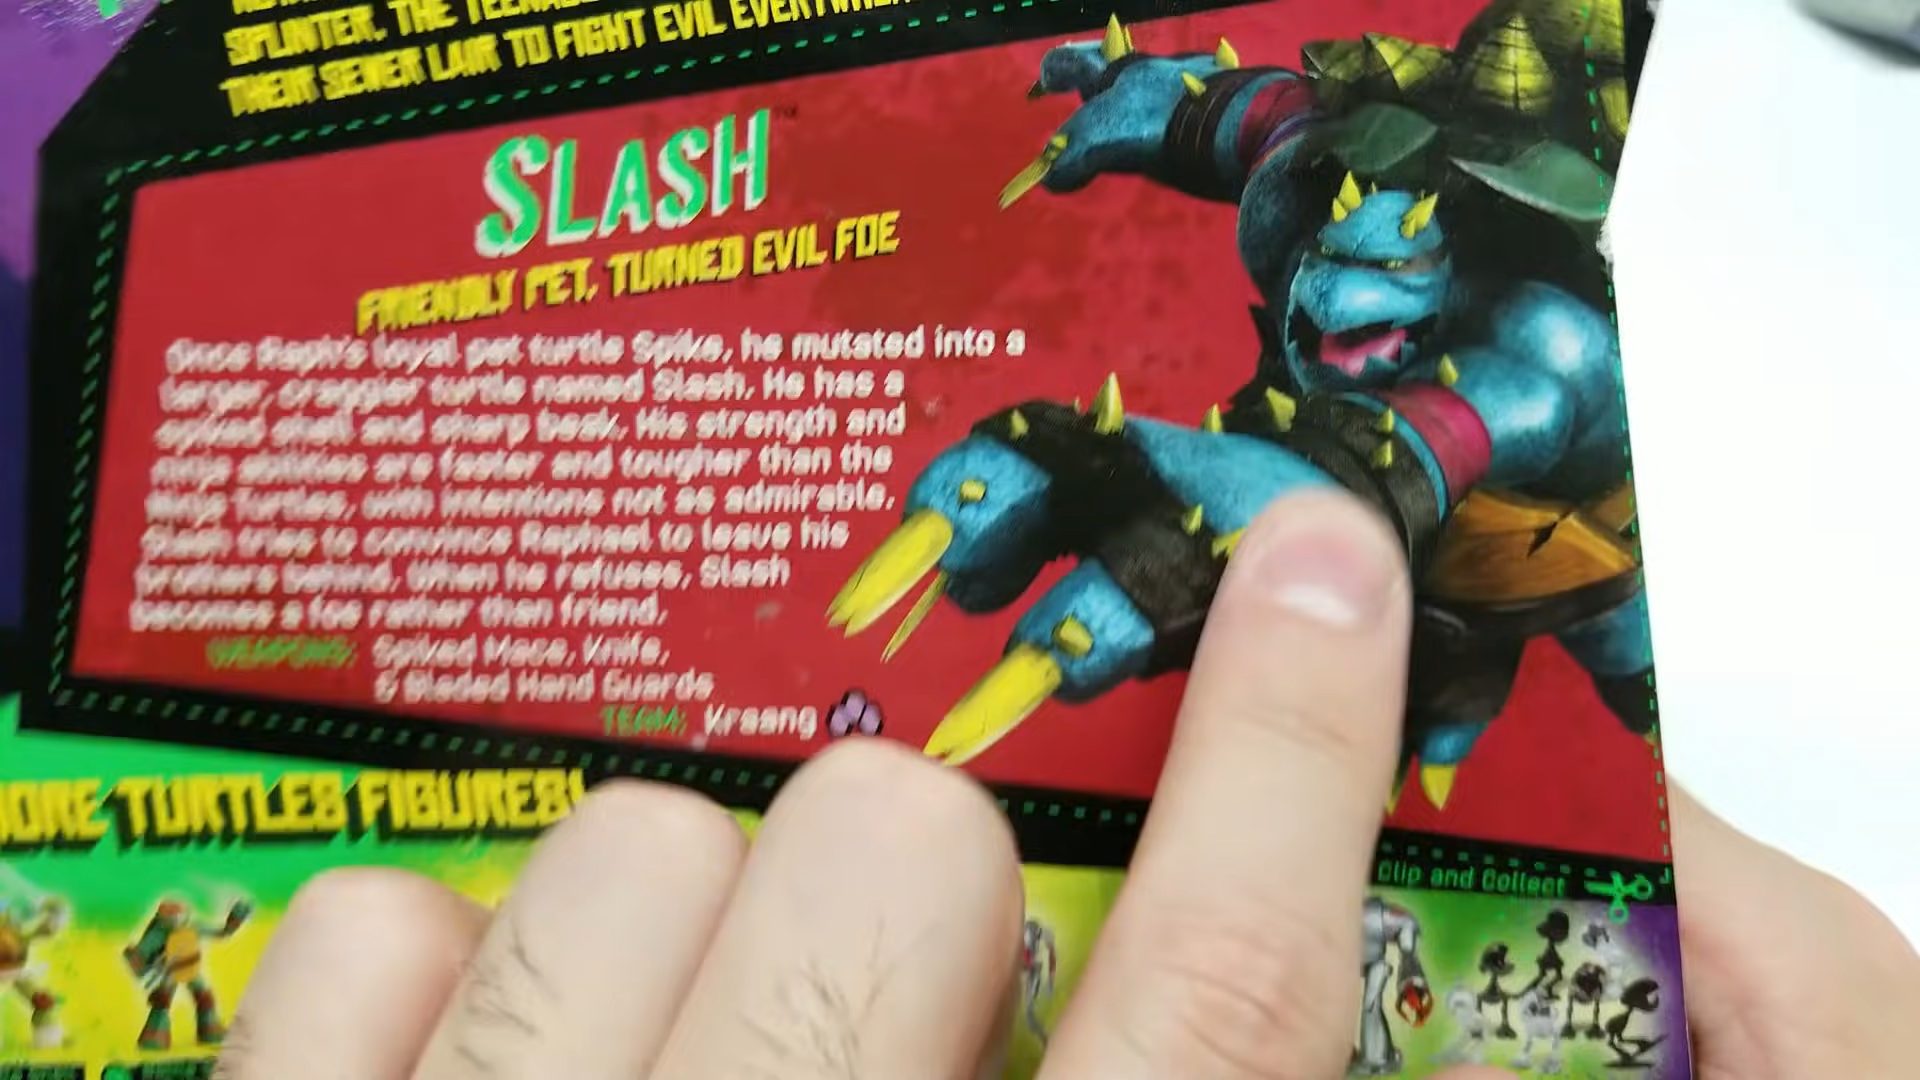 SPLINTER, THE TEENAGE
THEIR SEWER LAIR TO FIGHT EVIL EVERYWHERE
SLASH™
FRIENDLY PET, TURNED EVIL FOE
Once Raph's loyal pet turtle Spike, he mutated into a
larger, craggier turtle named Slash. He has a
spiked shell and sharp beak. His strength and
ninja abilities are faster and tougher than the
Ninja Turtles, with intentions not as admirable.
Slash tries to convince Raphael to leave his
brothers behind. When he refuses, Slash
becomes a foe rather than friend.
WEAPONS: Spiked Mace, Knife,
& Bladed Hand Guards
TEAM: Kraang
MORE TURTLES FIGURES!
Clip and Collect